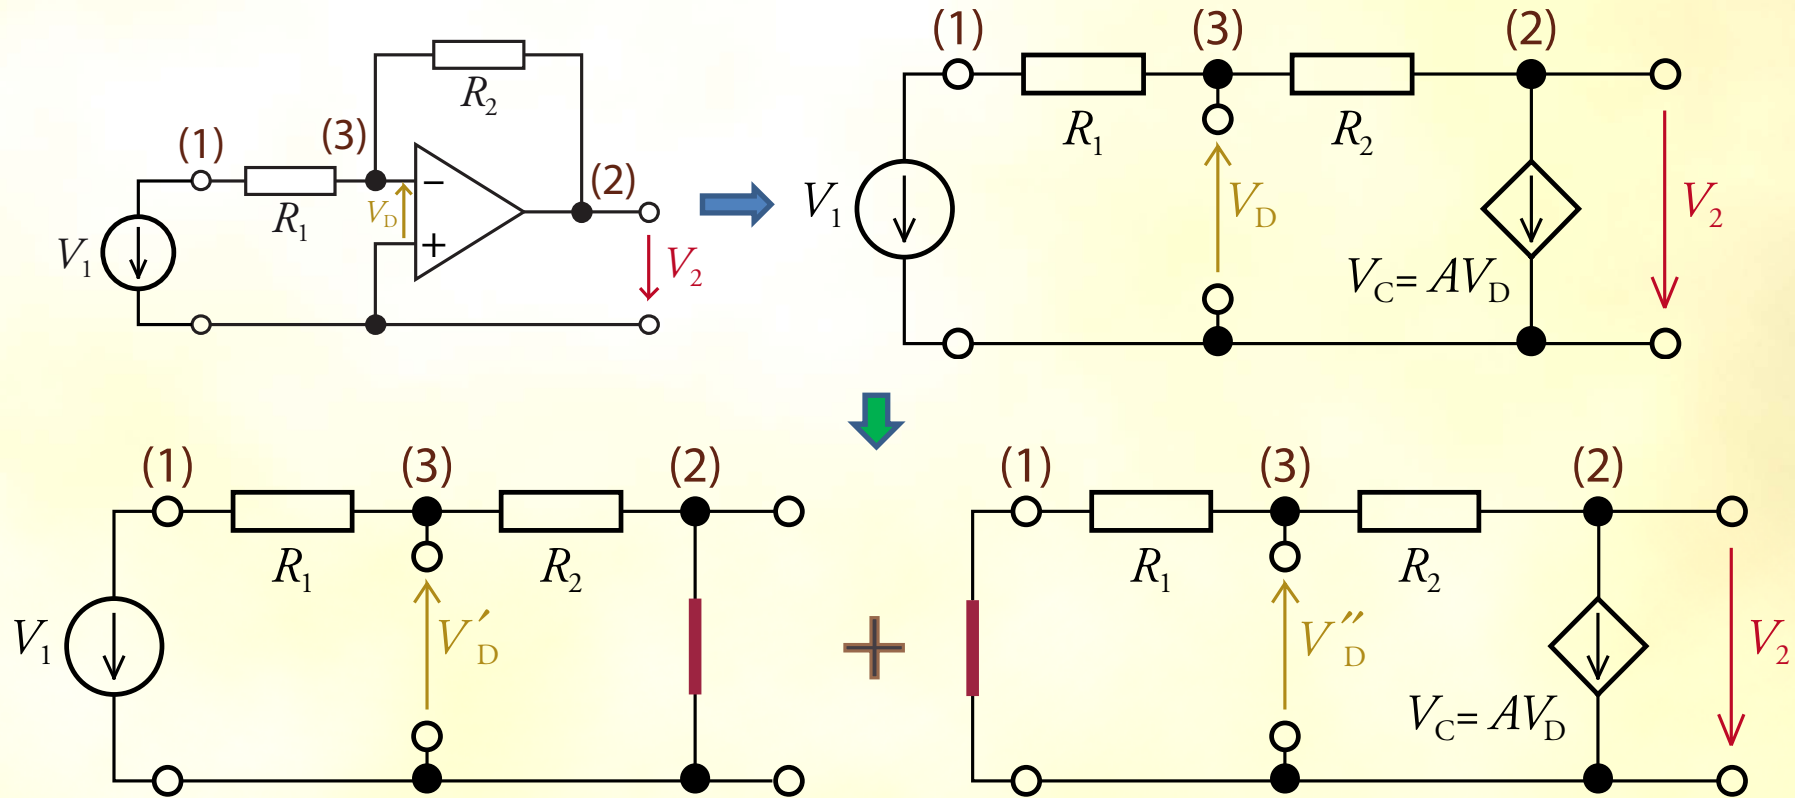 (1) (3) (2)
R2
(1) (3) (2)
R1 VD − +
V1 V2
R1 R2
V1 VD V2
VC= AVD
(1) (3) (2)
R1 R2
V1 V′D
(1) (3) (2)
R1 R2
V″D V2
VC= AVD